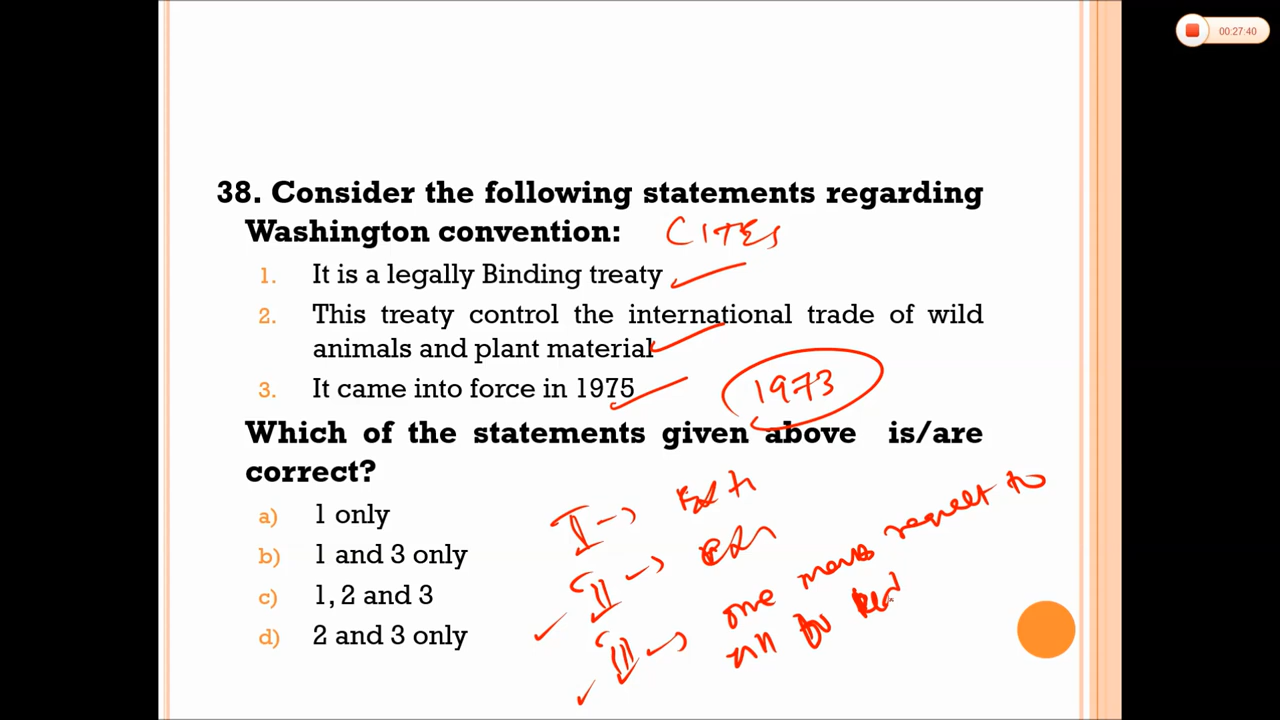 00:27:40
38. Consider the following statements regarding
Washington convention: CITES
1. It is a legally Binding treaty
2. This treaty control the international trade of wild
animals and plant material
3. It came into force in 1975
1973
Which of the statements given above is/are
correct?
a) 1 only
b) 1 and 3 only
c) 1, 2 and 3
d) 2 and 3 only
I →
II →
III → one
request to